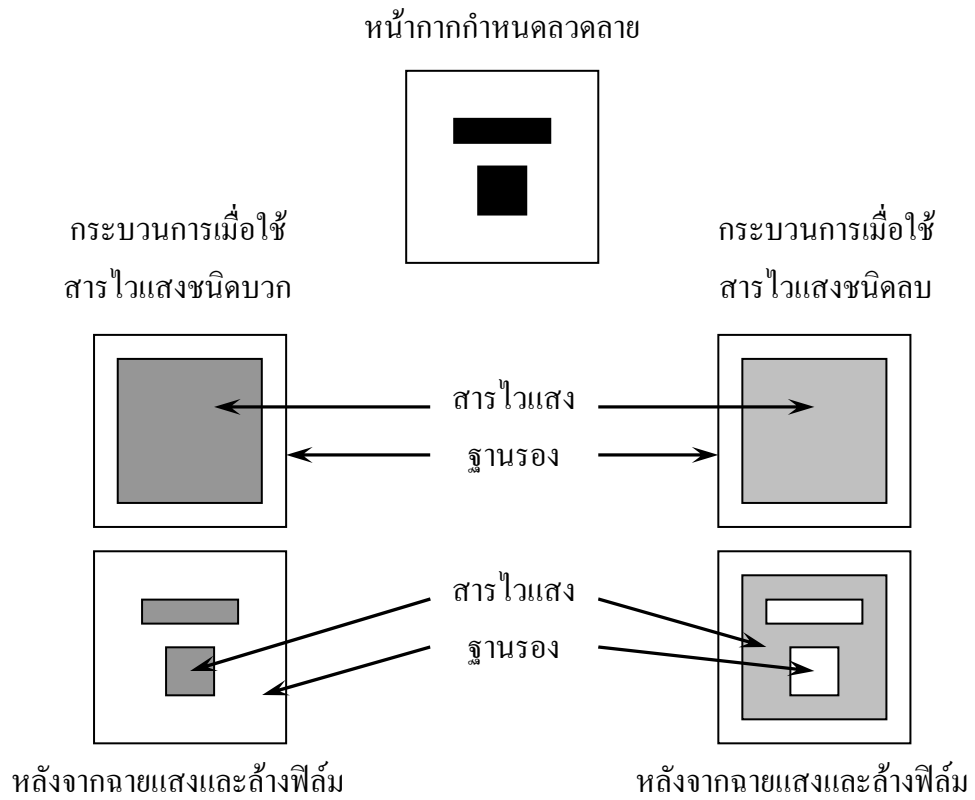 หน้ากากกำหนดลวดลาย
กระบวนการเมื่อใช้
สารไวแสงชนิดบวก
กระบวนการเมื่อใช้
สารไวแสงชนิดลบ
สารไวแสง
ฐานรอง
สารไวแสง
ฐานรอง
หลังจากฉายแสงและล้างฟิล์ม
หลังจากฉายแสงและล้างฟิล์ม